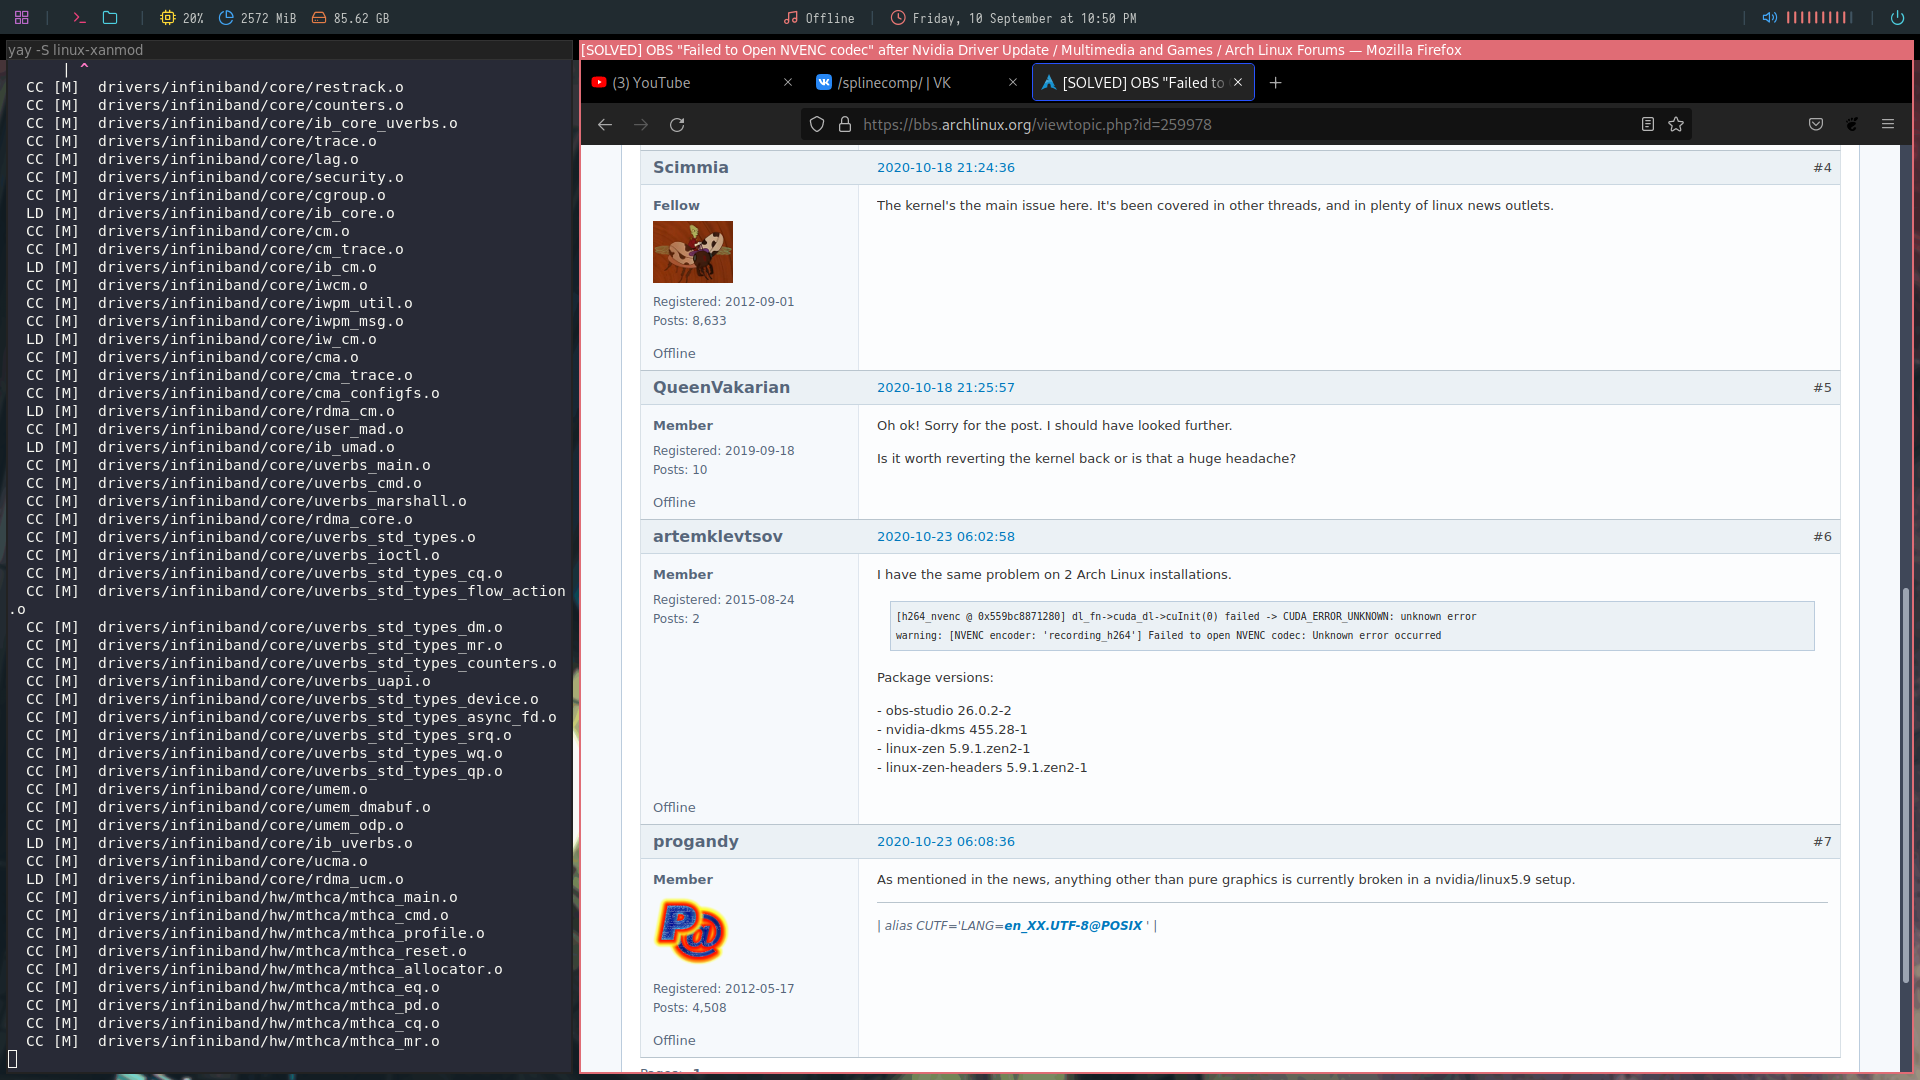 20%
2572 MiB
85.62 GB
Offline
Friday, 10 September at 10:50 PM
yay -S linux-xanmod
| ^
CC [M]  drivers/infiniband/core/restrack.o
CC [M]  drivers/infiniband/core/counters.o
CC [M]  drivers/infiniband/core/ib_core_uverbs.o
CC [M]  drivers/infiniband/core/trace.o
CC [M]  drivers/infiniband/core/lag.o
CC [M]  drivers/infiniband/core/security.o
CC [M]  drivers/infiniband/core/cgroup.o
LD [M]  drivers/infiniband/core/ib_core.o
CC [M]  drivers/infiniband/core/cm.o
CC [M]  drivers/infiniband/core/cm_trace.o
LD [M]  drivers/infiniband/core/ib_cm.o
CC [M]  drivers/infiniband/core/iwcm.o
CC [M]  drivers/infiniband/core/iwpm_util.o
CC [M]  drivers/infiniband/core/iwpm_msg.o
LD [M]  drivers/infiniband/core/iw_cm.o
CC [M]  drivers/infiniband/core/cma.o
CC [M]  drivers/infiniband/core/cma_trace.o
CC [M]  drivers/infiniband/core/cma_configfs.o
LD [M]  drivers/infiniband/core/rdma_cm.o
CC [M]  drivers/infiniband/core/user_mad.o
LD [M]  drivers/infiniband/core/ib_umad.o
CC [M]  drivers/infiniband/core/uverbs_main.o
CC [M]  drivers/infiniband/core/uverbs_cmd.o
CC [M]  drivers/infiniband/core/uverbs_marshall.o
CC [M]  drivers/infiniband/core/rdma_core.o
CC [M]  drivers/infiniband/core/uverbs_std_types.o
CC [M]  drivers/infiniband/core/uverbs_ioctl.o
CC [M]  drivers/infiniband/core/uverbs_std_types_cq.o
CC [M]  drivers/infiniband/core/uverbs_std_types_flow_action
.o
CC [M]  drivers/infiniband/core/uverbs_std_types_dm.o
CC [M]  drivers/infiniband/core/uverbs_std_types_mr.o
CC [M]  drivers/infiniband/core/uverbs_std_types_counters.o
CC [M]  drivers/infiniband/core/uverbs_uapi.o
CC [M]  drivers/infiniband/core/uverbs_std_types_device.o
CC [M]  drivers/infiniband/core/uverbs_std_types_async_fd.o
CC [M]  drivers/infiniband/core/uverbs_std_types_srq.o
CC [M]  drivers/infiniband/core/uverbs_std_types_wq.o
CC [M]  drivers/infiniband/core/uverbs_std_types_qp.o
CC [M]  drivers/infiniband/core/umem.o
CC [M]  drivers/infiniband/core/umem_dmabuf.o
CC [M]  drivers/infiniband/core/umem_odp.o
LD [M]  drivers/infiniband/core/ib_uverbs.o
CC [M]  drivers/infiniband/core/ucma.o
LD [M]  drivers/infiniband/core/rdma_ucm.o
CC [M]  drivers/infiniband/hw/mthca/mthca_main.o
CC [M]  drivers/infiniband/hw/mthca/mthca_cmd.o
CC [M]  drivers/infiniband/hw/mthca/mthca_profile.o
CC [M]  drivers/infiniband/hw/mthca/mthca_reset.o
CC [M]  drivers/infiniband/hw/mthca/mthca_allocator.o
CC [M]  drivers/infiniband/hw/mthca/mthca_eq.o
CC [M]  drivers/infiniband/hw/mthca/mthca_pd.o
CC [M]  drivers/infiniband/hw/mthca/mthca_cq.o
CC [M]  drivers/infiniband/hw/mthca/mthca_mr.o
[SOLVED] OBS "Failed to Open NVENC codec" after Nvidia Driver Update / Multimedia and Games / Arch Linux Forums — Mozilla Firefox
(3) YouTube
/splinecomp/ | VK
[SOLVED] OBS "Failed to
https://bbs.archlinux.org/viewtopic.php?id=259978
Scimmia
2020-10-18 21:24:36
#4
Fellow
Registered: 2012-09-01
Posts: 8,633
Offline
The kernel's the main issue here. It's been covered in other threads, and in plenty of linux news outlets.
QueenVakarian
2020-10-18 21:25:57
#5
Member
Registered: 2019-09-18
Posts: 10
Offline
Oh ok! Sorry for the post. I should have looked further.
Is it worth reverting the kernel back or is that a huge headache?
artemklevtsov
2020-10-23 06:02:58
#6
Member
Registered: 2015-08-24
Posts: 2
Offline
I have the same problem on 2 Arch Linux installations.
[h264_nvenc @ 0x559bc8871280] dl_fn->cuda_dl->cuInit(0) failed -> CUDA_ERROR_UNKNOWN: unknown error
warning: [NVENC encoder: 'recording_h264'] Failed to open NVENC codec: Unknown error occurred
Package versions:
- obs-studio 26.0.2-2
- nvidia-dkms 455.28-1
- linux-zen 5.9.1.zen2-1
- linux-zen-headers 5.9.1.zen2-1
progandy
2020-10-23 06:08:36
#7
Member
P@
Registered: 2012-05-17
Posts: 4,508
Offline
As mentioned in the news, anything other than pure graphics is currently broken in a nvidia/linux5.9 setup.
| alias CUTF='LANG=en_XX.UTF-8@POSIX ' |